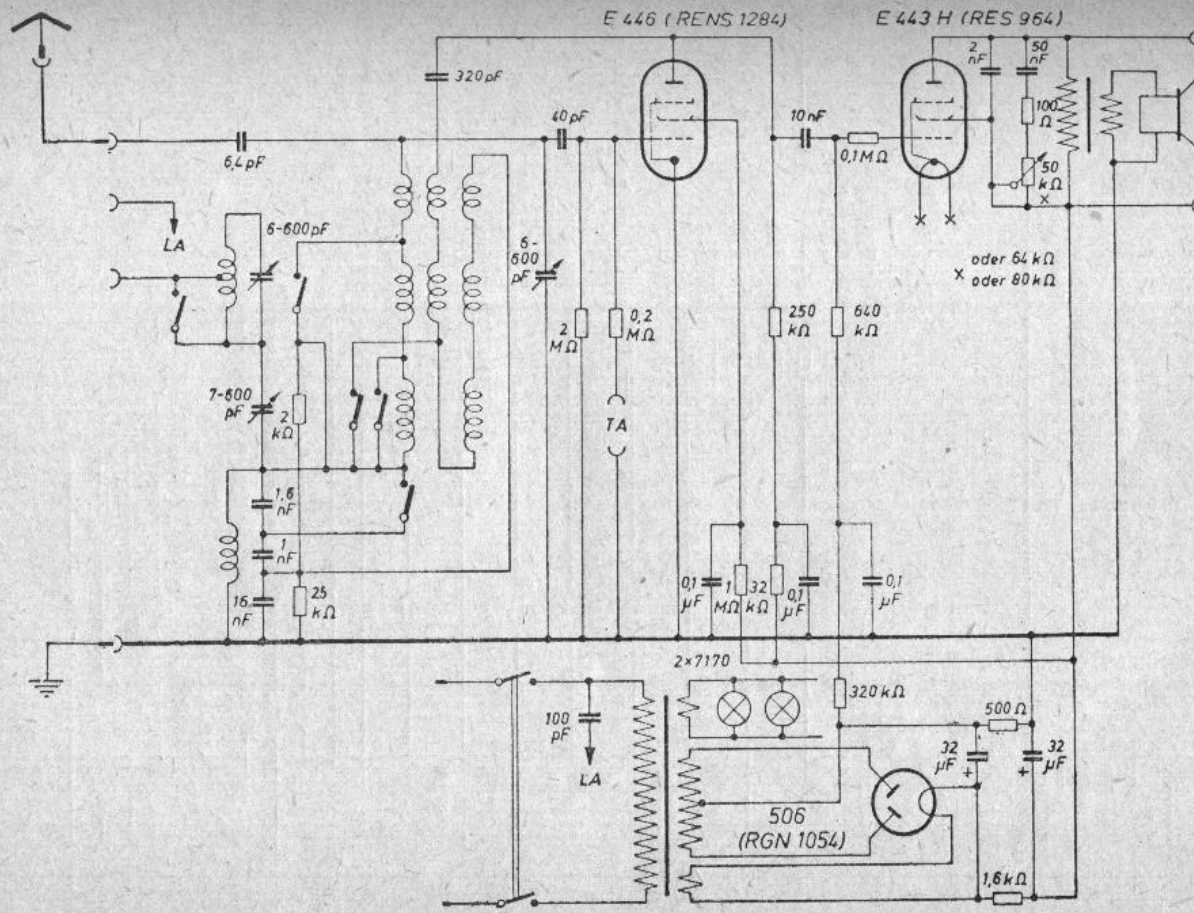 E 446 (RENS 1284)
E 443 H (RES 964)
320 pF
2
nF
50
nF
100
Ω
40 pF
10 nF
6,4 pF
0,1 MΩ
50
kΩ
×
LA
6-600 pF
6-
600
pF
× oder 64 kΩ
oder 80 kΩ
2
MΩ
0,2
MΩ
250
kΩ
640
kΩ
7-600
pF
2
kΩ
TA
1,6
nF
1
nF
16
nF
25
kΩ
0,1
µF
1
MΩ
32
kΩ
0,1
µF
0,1
µF
2×7170
320 kΩ
100
pF
LA
500 Ω
32
µF
+
32
µF
+
506
(RGN 1054)
1,6 kΩ